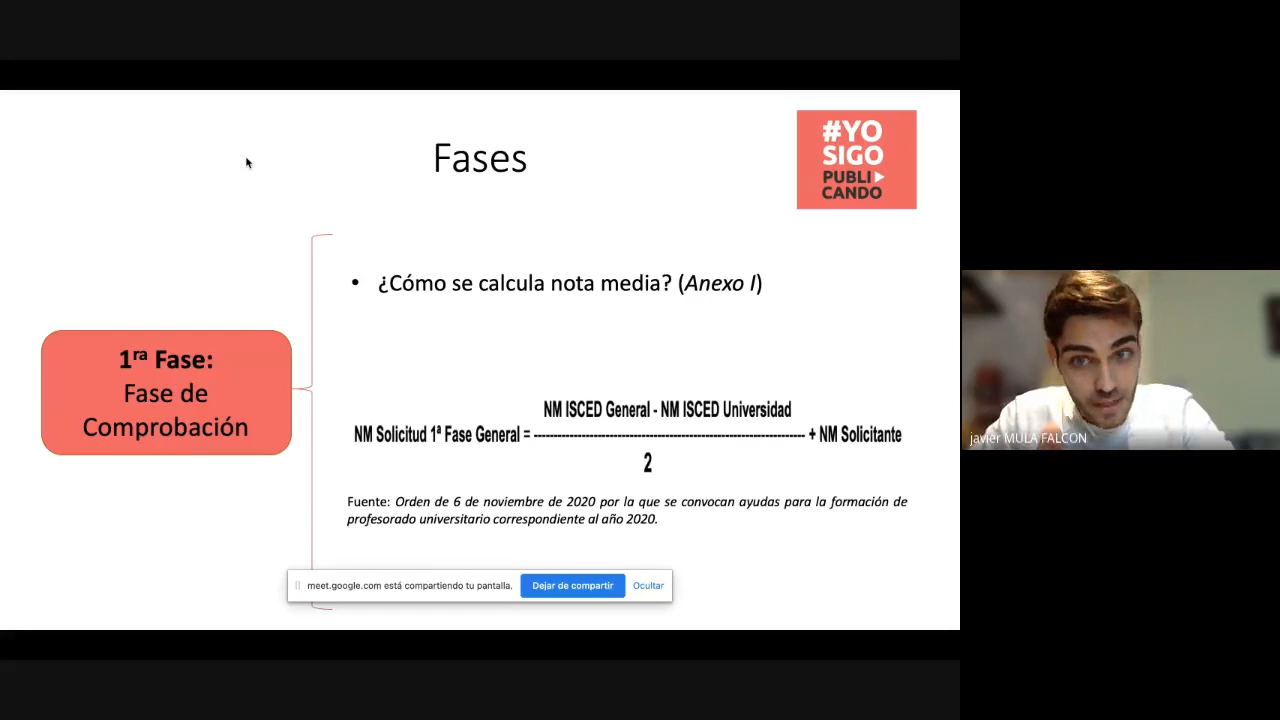 Fases
#YO
SIGO
PUBLI
CANDO
• ¿Cómo se calcula nota media? (Anexo I)
1ra Fase:
Fase de
Comprobación
NM ISCED General - NM ISCED Universidad
NM Solicitud 1ª Fase General = ---------------------------------------------------------------- + NM Solicitante
2
Fuente: Orden de 6 de noviembre de 2020 por la que se convocan ayudas para la formación de
profesorado universitario correspondiente al año 2020.
meet.google.com está compartiendo tu pantalla. Dejar de compartir Ocultar
javier MULA FALCON